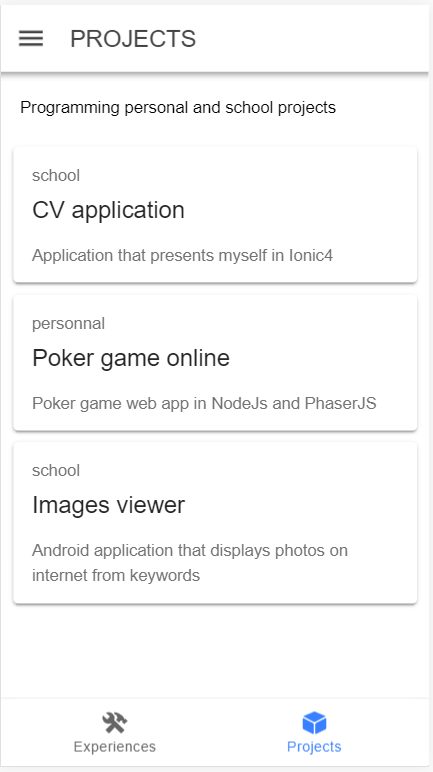 PROJECTS
Programming personal and school projects
school
CV application
Application that presents myself in Ionic4
personnal
Poker game online
Poker game web app in NodeJs and PhaserJS
school
Images viewer
Android application that displays photos on
internet from keywords
Experiences
Projects